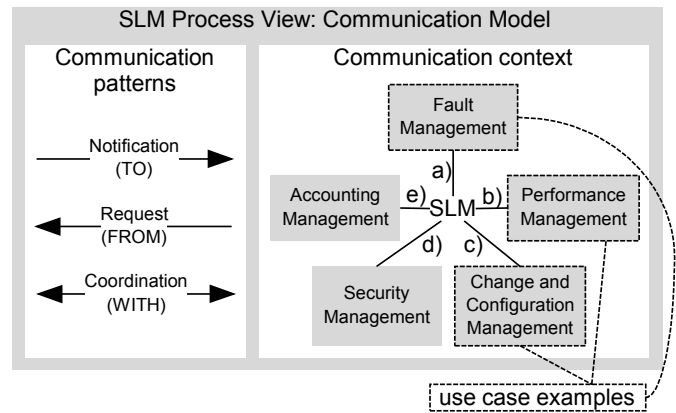 SLM Process View: Communication Model
Communication
patterns
Notification
(TO)
Request
(FROM)
Coordination
(WITH)
Communication context
Fault
Management
a)
Accounting
Management
e)
SLM
b)
Performance
Management
d)
c)
Security
Management
Change and
Configuration
Management
use case examples